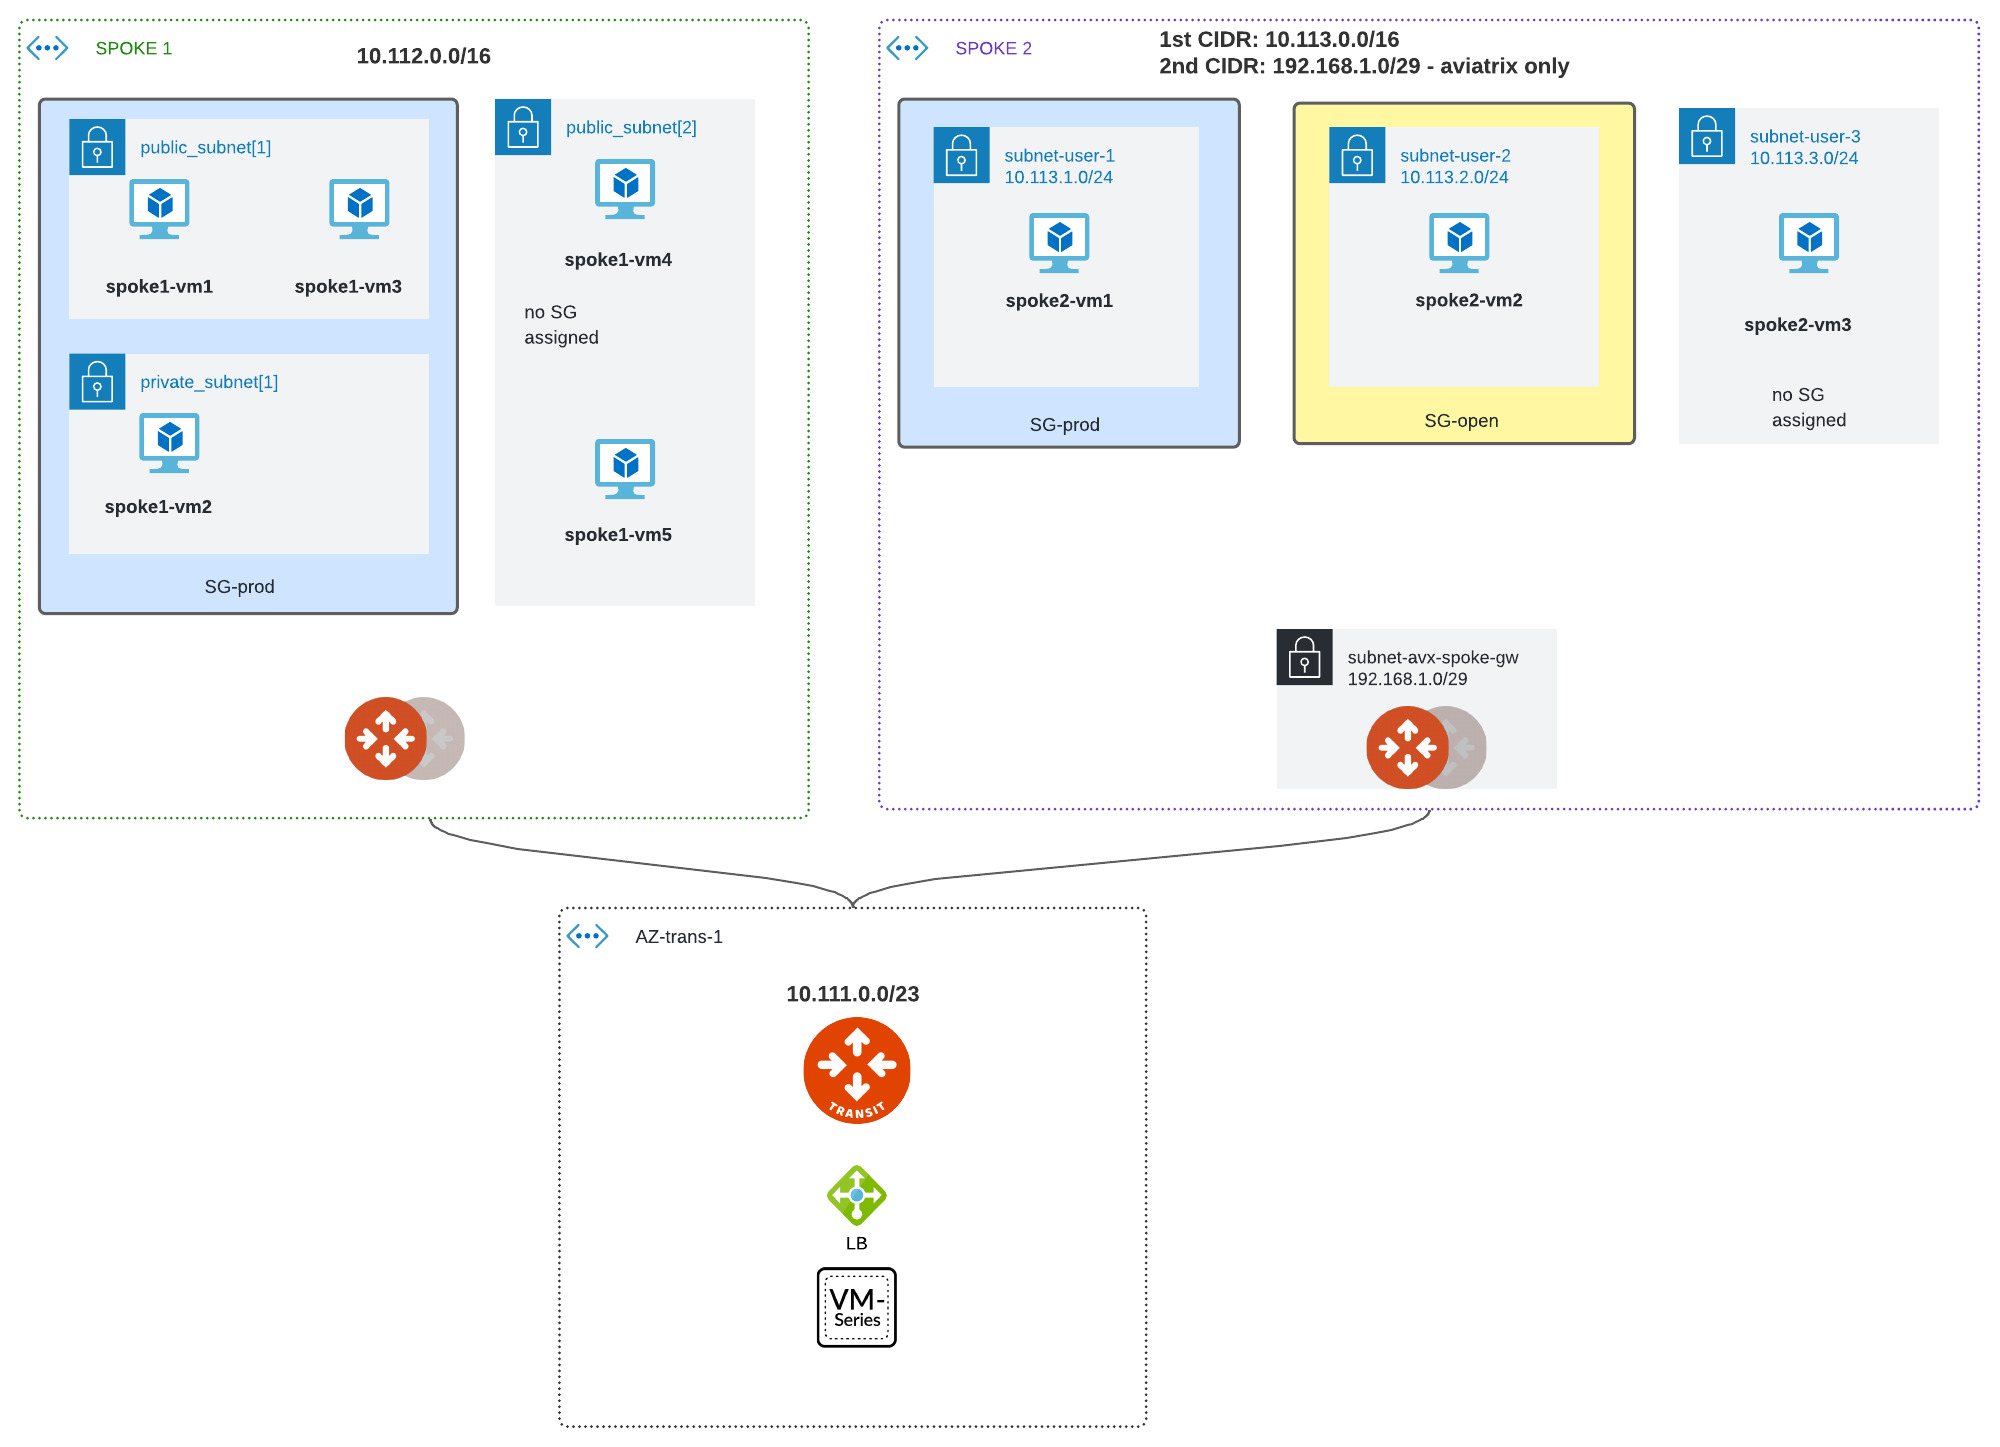 SPOKE 1
10.112.0.0/16
public_subnet[1]
spoke1-vm1
spoke1-vm3
private_subnet[1]
spoke1-vm2
SG-prod
public_subnet[2]
spoke1-vm4
no SG
assigned
spoke1-vm5
SPOKE 2
1st CIDR: 10.113.0.0/16
2nd CIDR: 192.168.1.0/29 - aviatrix only
subnet-user-1
10.113.1.0/24
spoke2-vm1
SG-prod
subnet-user-2
10.113.2.0/24
spoke2-vm2
SG-open
subnet-user-3
10.113.3.0/24
spoke2-vm3
no SG
assigned
subnet-avx-spoke-gw
192.168.1.0/29
AZ-trans-1
10.111.0.0/23
TRANSIT
LB
VM-
Series